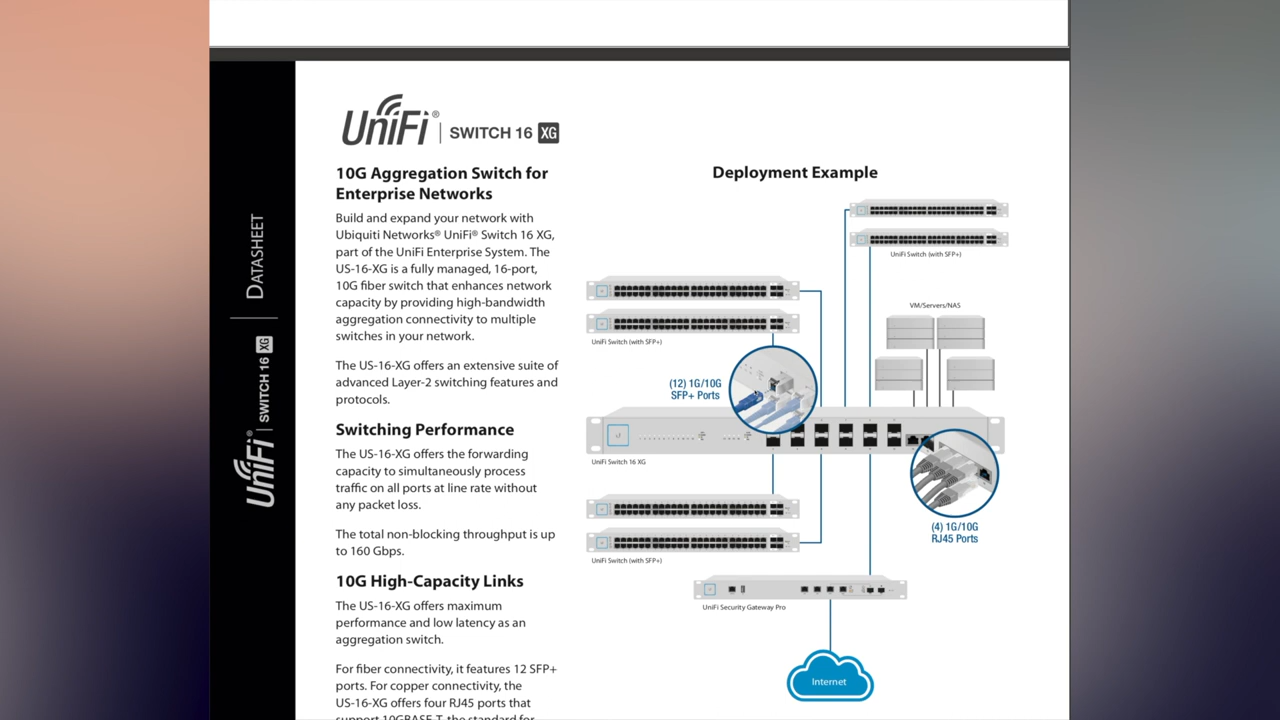 UniFi® | SWITCH 16 XG
10G Aggregation Switch for
Enterprise Networks
Build and expand your network with
Ubiquiti Networks® UniFi® Switch 16 XG,
part of the UniFi Enterprise System. The
US-16-XG is a fully managed, 16-port,
10G fiber switch that enhances network
capacity by providing high-bandwidth
aggregation connectivity to multiple
switches in your network.
The US-16-XG offers an extensive suite of
advanced Layer-2 switching features and
protocols.
Switching Performance
The US-16-XG offers the forwarding
capacity to simultaneously process
traffic on all ports at line rate without
any packet loss.
The total non-blocking throughput is up
to 160 Gbps.
10G High-Capacity Links
The US-16-XG offers maximum
performance and low latency as an
aggregation switch.
For fiber connectivity, it features 12 SFP+
ports. For copper connectivity, the
US-16-XG offers four RJ45 ports that
support 10GBASE-T, the standard for
Deployment Example
UniFi Switch (with SFP+)
VM/Servers/NAS
UniFi Switch (with SFP+)
(12) 1G/10G
SFP+ Ports
UniFi Switch 16 XG
(4) 1G/10G
RJ45 Ports
UniFi Switch (with SFP+)
UniFi Security Gateway Pro
Internet
DATASHEET
UniFi® | SWITCH 16 XG